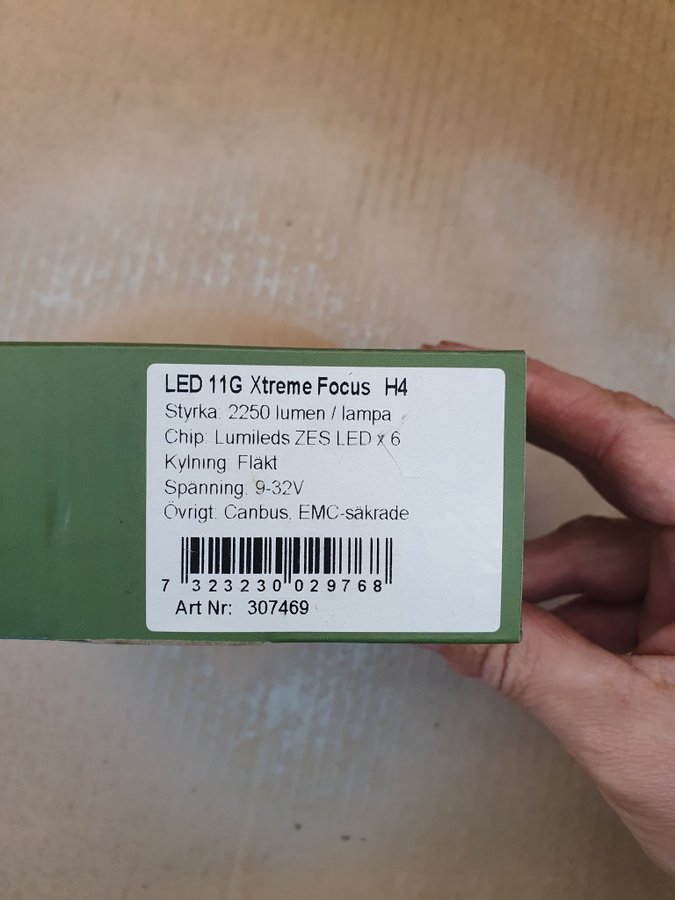 LED 11G Xtreme Focus H4
Styrka: 2250 lumen / lampa
Chip: Lumileds ZES LED x 6
Kylning: Fläkt
Spänning: 9-32V
Övrigt: Canbus, EMC-säkrade
7 323230 029768
Art Nr: 307469